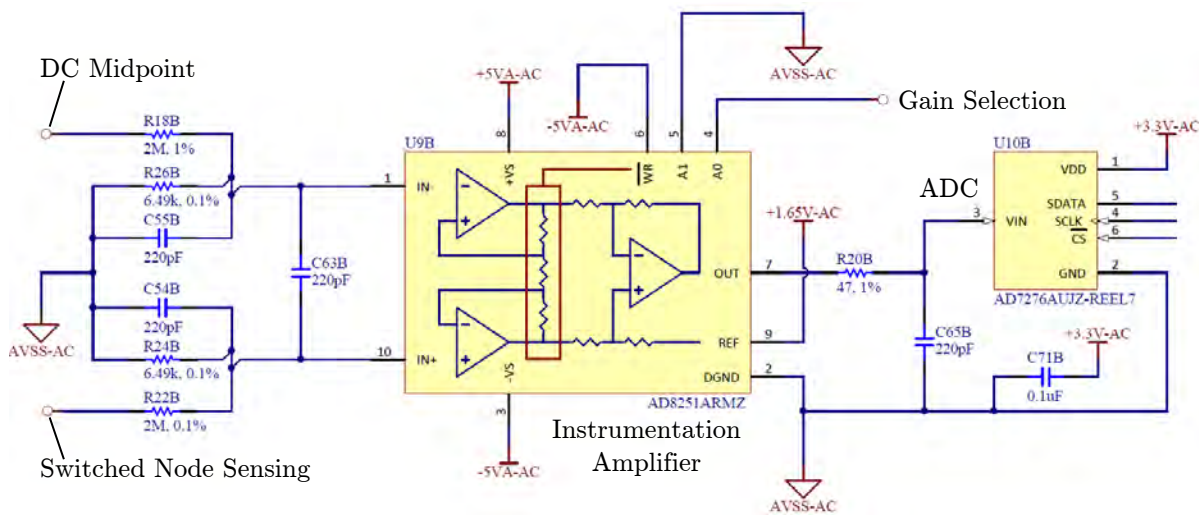 DC Midpoint
R18B
2M, 1%
R26B
6.49k, 0.1%
C55B
220pF
C54B
220pF
R24B
6.49k, 0.1%
R22B
2M, 0.1%
AVSS-AC
Switched Node Sensing
C63B
220pF
+5VA-AC
-5VA-AC
AVSS-AC
Gain Selection
U9B
8
6
5
4
+VS
WR
A1
A0
1
IN-
10
IN+
-VS
3
-5VA-AC
OUT
7
REF
9
DGND
2
AD8251ARMZ
Instrumentation
Amplifier
+1.65V-AC
R20B
47, 1%
C65B
220pF
AVSS-AC
ADC
+3.3V-AC
U10B
VDD
1
SDATA
5
3
VIN
SCLK
4
CS
6
GND
2
AD7276AUJZ-REEL7
+3.3V-AC
C71B
0.1uF